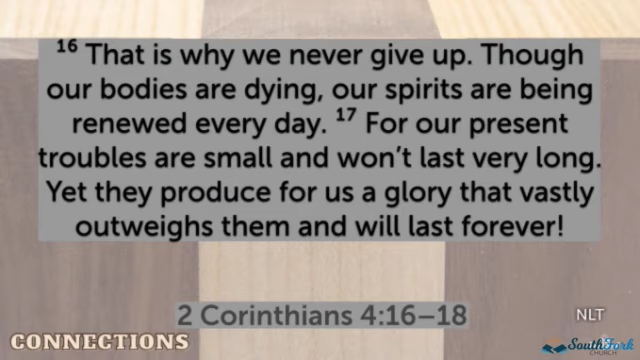 16 That is why we never give up. Though
our bodies are dying, our spirits are being
renewed every day. 17 For our present
troubles are small and won’t last very long.
Yet they produce for us a glory that vastly
outweighs them and will last forever!
2 Corinthians 4:16–18
NLT
CONNECTIONS
SouthFork
CHURCH